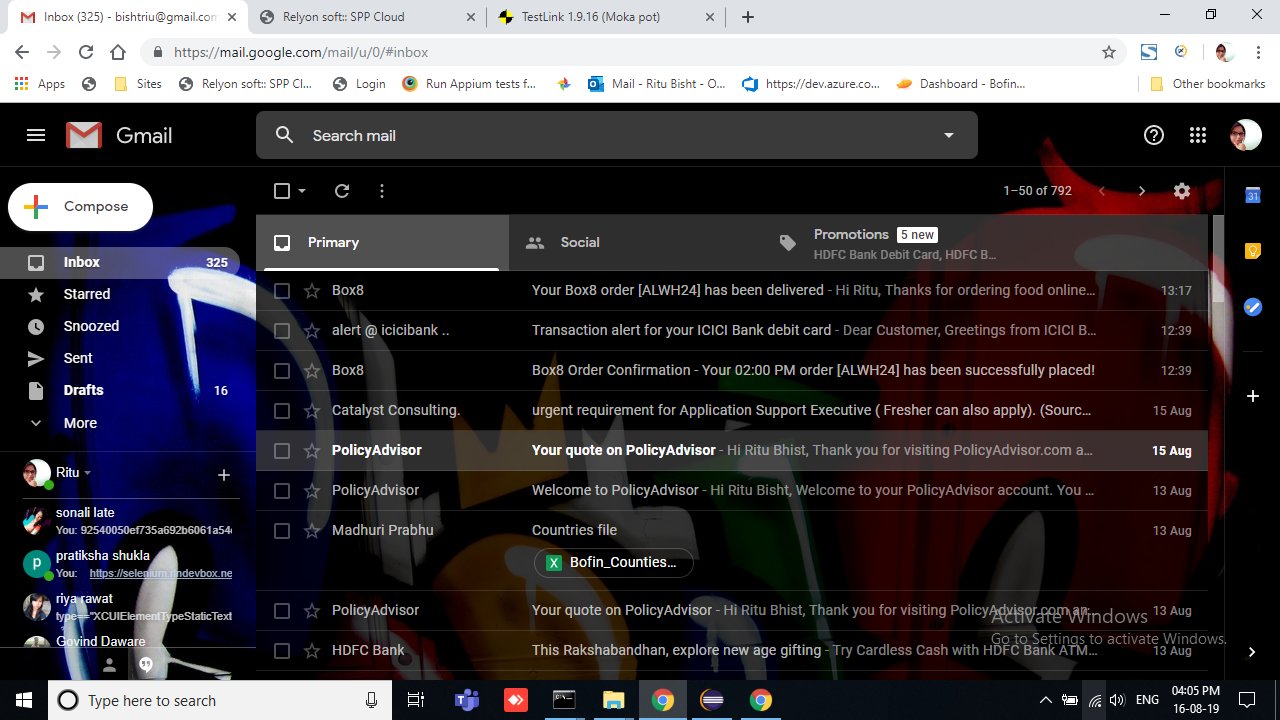 Inbox (325) - bishtriu@gmail.com
Relyon soft:: SPP Cloud
TestLink 1.9.16 (Moka pot)
https://mail.google.com/mail/u/0/#inbox
Apps
Sites
Relyon soft:: SPP Cl...
Login
Run Appium tests f...
Mail - Ritu Bisht - O...
https://dev.azure.co...
Dashboard - Bofin...
Other bookmarks
Gmail
Search mail
Compose
1–50 of 792
Inbox 325
Starred
Snoozed
Sent
Drafts 16
More
Primary
Social
Promotions 5 new
HDFC Bank Debit Card, HDFC B...
31
Box8 Your Box8 order [ALWH24] has been delivered - Hi Ritu, Thanks for ordering food online... 13:17
alert @ icicibank .. Transaction alert for your ICICI Bank debit card - Dear Customer, Greetings from ICICI B... 12:39
Box8 Box8 Order Confirmation - Your 02:00 PM order [ALWH24] has been successfully placed! 12:39
Catalyst Consulting. urgent requirement for Application Support Executive ( Fresher can also apply). (Sourc... 15 Aug
PolicyAdvisor Your quote on PolicyAdvisor - Hi Ritu Bhist, Thank you for visiting PolicyAdvisor.com a... 15 Aug
PolicyAdvisor Welcome to PolicyAdvisor - Hi Ritu Bisht, Welcome to your PolicyAdvisor account. You ... 13 Aug
Madhuri Prabhu Countries file 13 Aug
X Bofin_Counties...
PolicyAdvisor Your quote on PolicyAdvisor - Hi Ritu Bhist, Thank you for visiting PolicyAdvisor.com an... 13 Aug
HDFC Bank This Rakshabandhan, explore new age gifting - Try Cardless Cash with HDFC Bank ATM... 13 Aug
Ritu
sonali late
You: 92540050ef735a692b6061a54
p
pratiksha shukla
You: https://selenium.rindevbox.ne
riya rawat
type=="XCUIElementTypeStaticText
Govind Daware
Activate Windows
Go to Settings to activate Windows.
Type here to search
ENG
04:05 PM
16-08-19